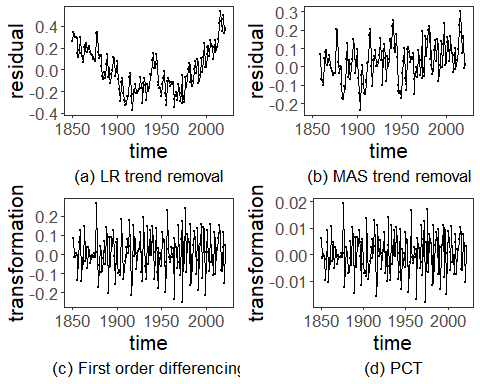 residual
0.4
0.2
0.0
-0.2
-0.4
1850 1900 1950 2000
time
(a) LR trend removal
residual
0.3
0.2
0.1
0.0
-0.1
-0.2
1850 1900 1950 2000
time
(b) MAS trend removal
transformation
0.2
0.1
0.0
-0.1
-0.2
1850 1900 1950 2000
time
(c) First order differencing
transformation
0.02
0.01
0.00
-0.01
1850 1900 1950 2000
time
(d) PCT